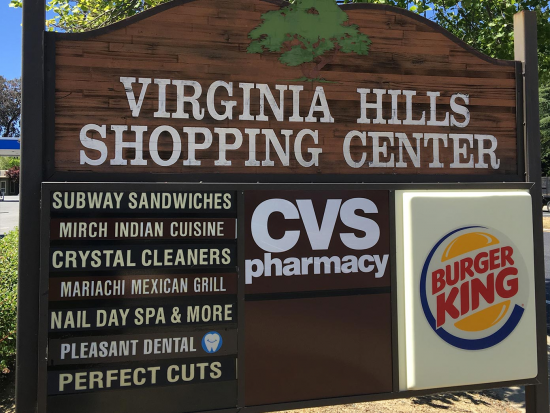 VIRGINIA HILLS
SHOPPING CENTER
SUBWAY SANDWICHES
MIRCH INDIAN CUISINE
CRYSTAL CLEANERS
MARIACHI MEXICAN GRILL
NAIL DAY SPA & MORE
PLEASANT DENTAL
PERFECT CUTS
CVS
pharmacy
BURGER
KING